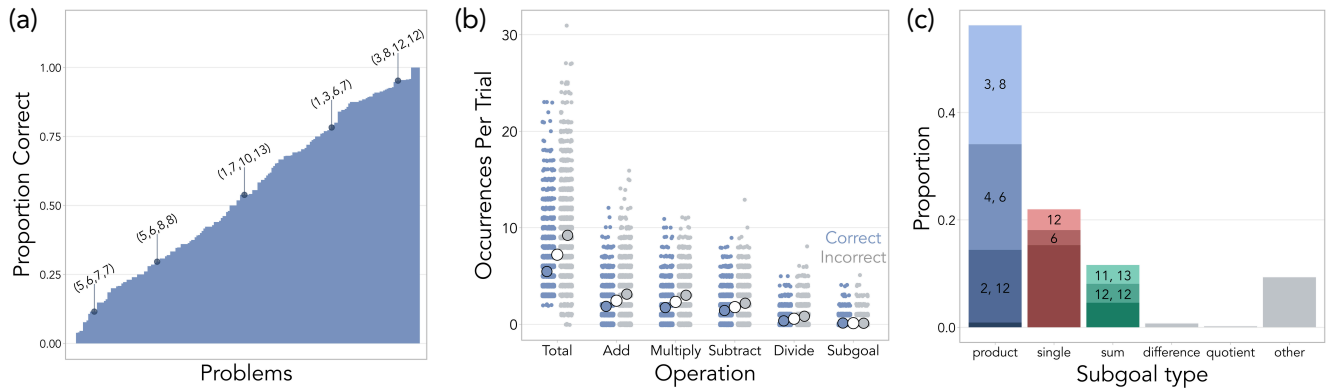 (a)
Proportion Correct
1.00
0.75
0.50
0.25
0.00
(5,6,7,7)
(5,6,8,8)
(1,7,10,13)
(1,3,6,7)
(3,8,12,12)
Problems
(b)
Occurrences Per Trial
30
20
10
0
Correct
Incorrect
Total Add Multiply Subtract Divide Subgoal
Operation
(c)
Proportion
0.4
0.2
0.0
3, 8
4, 6
2, 12
12
6
11, 13
12, 12
product single sum difference quotient other
Subgoal type